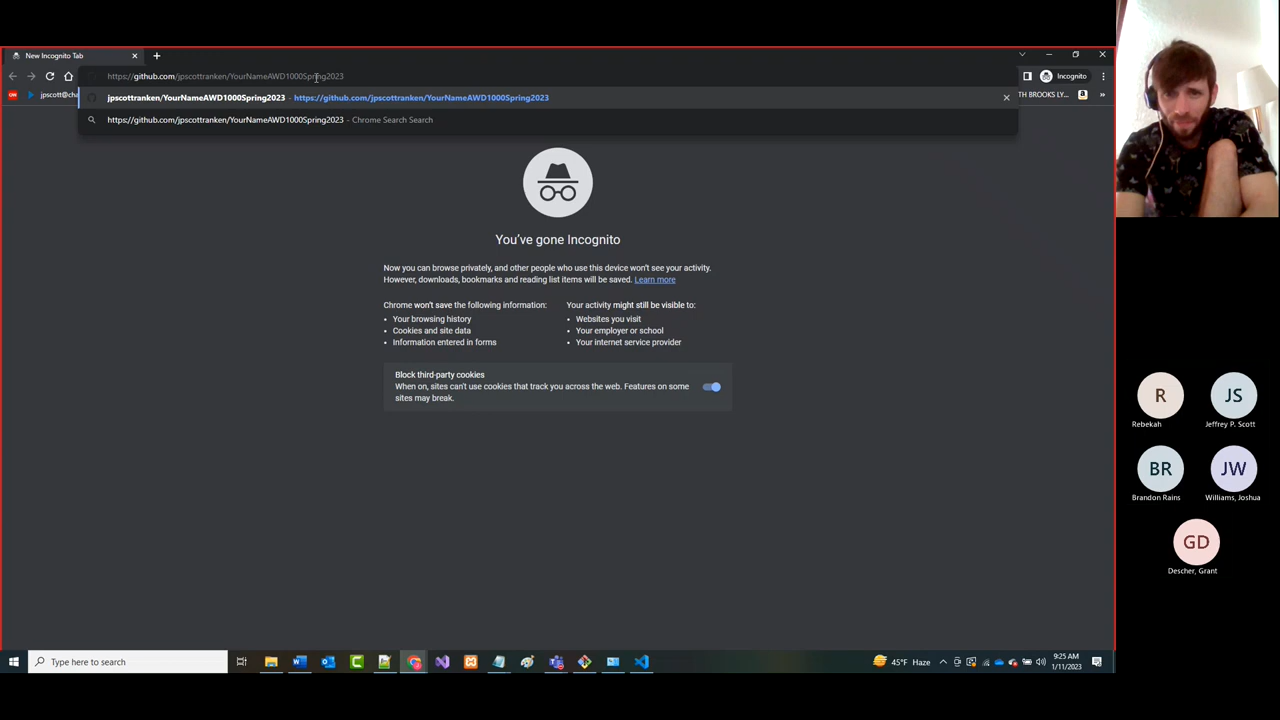 New Incognito Tab
https://github.com/jpscottranken/YourNameAWD1000Spring2023
Incognito
jpscott@cha
jpscottranken/YourNameAWD1000Spring2023 - https://github.com/jpscottranken/YourNameAWD1000Spring2023
TH BROOKS LY...
https://github.com/jpscottranken/YourNameAWD1000Spring2023 - Chrome Search Search
You've gone Incognito
Now you can browse privately, and other people who use this device won't see your activity.
However, downloads, bookmarks and reading list items will be saved. Learn more
Chrome won't save the following information:
• Your browsing history
• Cookies and site data
• Information entered in forms
Your activity might still be visible to:
• Websites you visit
• Your employer or school
• Your internet service provider
Block third-party cookies
When on, sites can't use cookies that track you across the web. Features on some
sites may break.
R
Rebekah
JS
Jeffrey P. Scott
BR
Brandon Rains
JW
Williams, Joshua
GD
Descher, Grant
Type here to search
45°F Haze
9:25 AM
1/11/2023